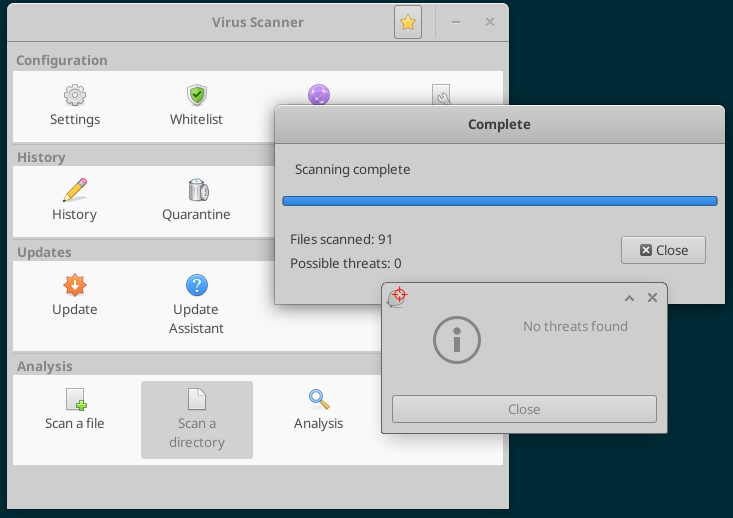 Virus Scanner
Configuration
Settings
Whitelist
Complete
Scanning complete
Files scanned: 91
Possible threats: 0
Close
History
History
Quarantine
Updates
Update
Update
Assistant
No threats found
Close
Analysis
Scan a file
Scan a
directory
Analysis